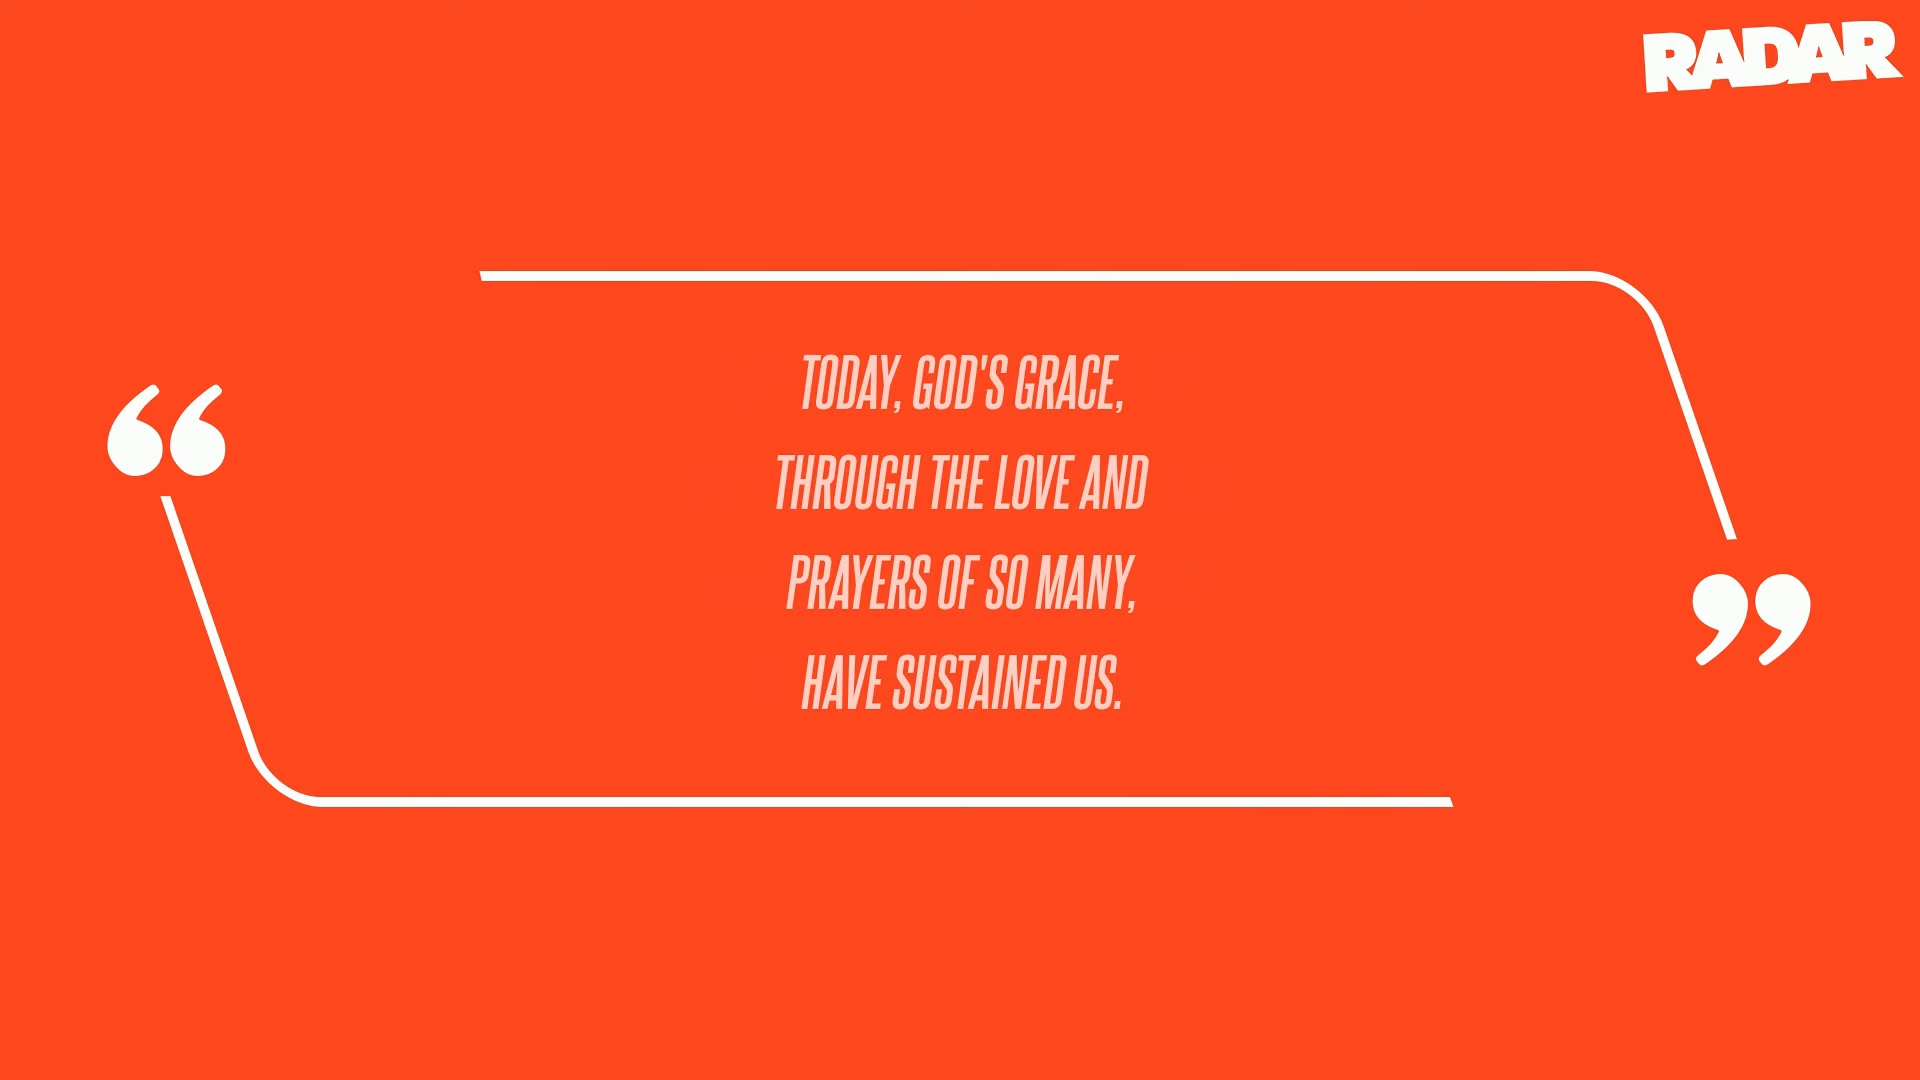 RADAR
TODAY, GOD'S GRACE,
THROUGH THE LOVE AND
PRAYERS OF SO MANY,
HAVE SUSTAINED US.